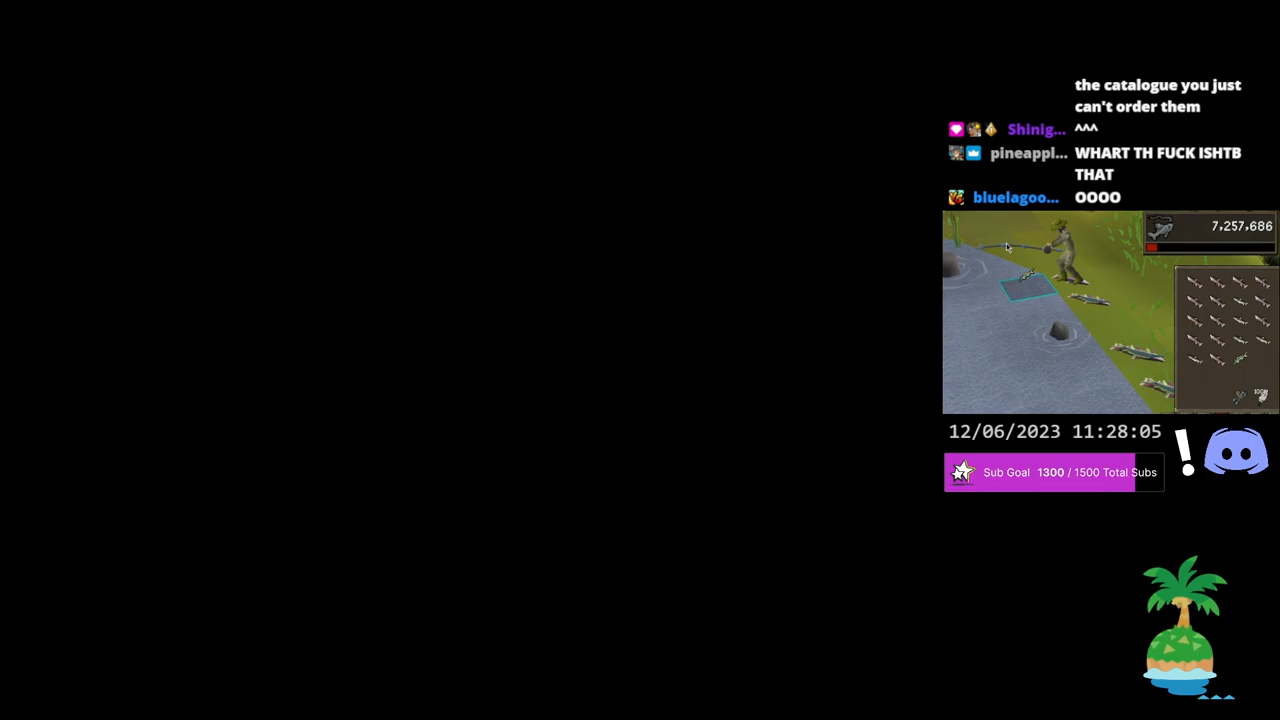 the catalogue you just
can't order them
Shinig... ^^^
pineappl... WHART TH FUCK ISHTB
THAT
bluelagoo... OOOO
7,257,686
12/06/2023 11:28:05
Sub Goal 1300 / 1500 Total Subs